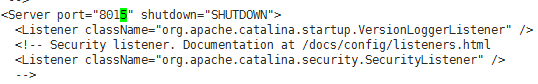 -->
<Server port="8015" shutdown="SHUTDOWN">
<Listener className="org.apache.catalina.startup.VersionLoggerListener" />
<!-- Security listener. Documentation at /docs/config/listeners.html
<Listener className="org.apache.catalina.security.SecurityListener" />
-->